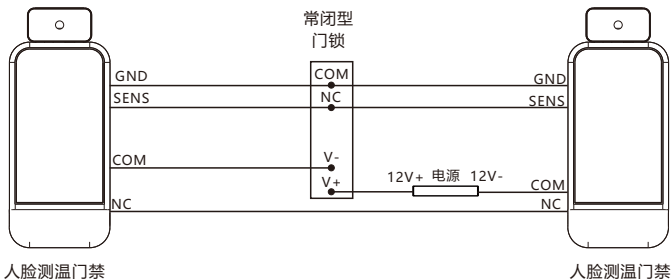 常闭型
门锁
GND COM GND
SENS NC SENS
COM V-
V+ 12V+ 电源 12V- COM
NC NC
人脸测温门禁 人脸测温门禁